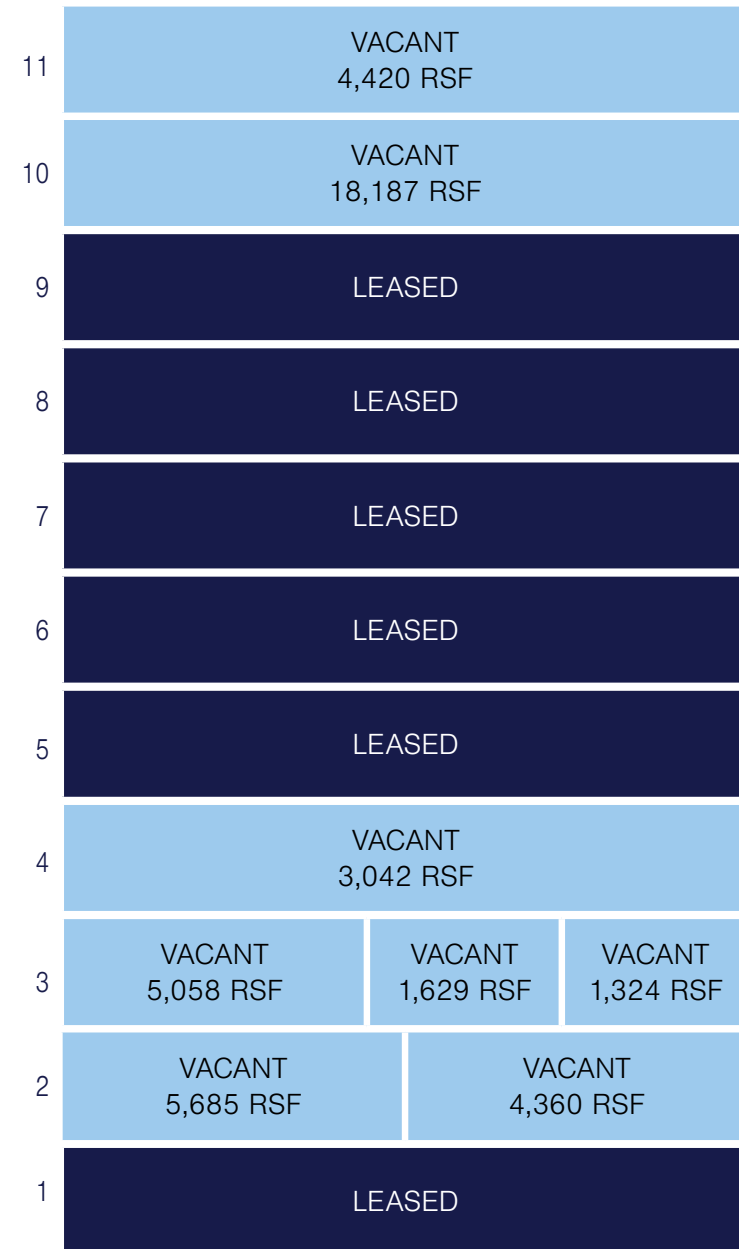 11
VACANT
4,420 RSF
10
VACANT
18,187 RSF
9
LEASED
8
LEASED
7
LEASED
6
LEASED
5
LEASED
4
VACANT
3,042 RSF
3
VACANT
5,058 RSF
VACANT
1,629 RSF
VACANT
1,324 RSF
2
VACANT
5,685 RSF
VACANT
4,360 RSF
1
LEASED